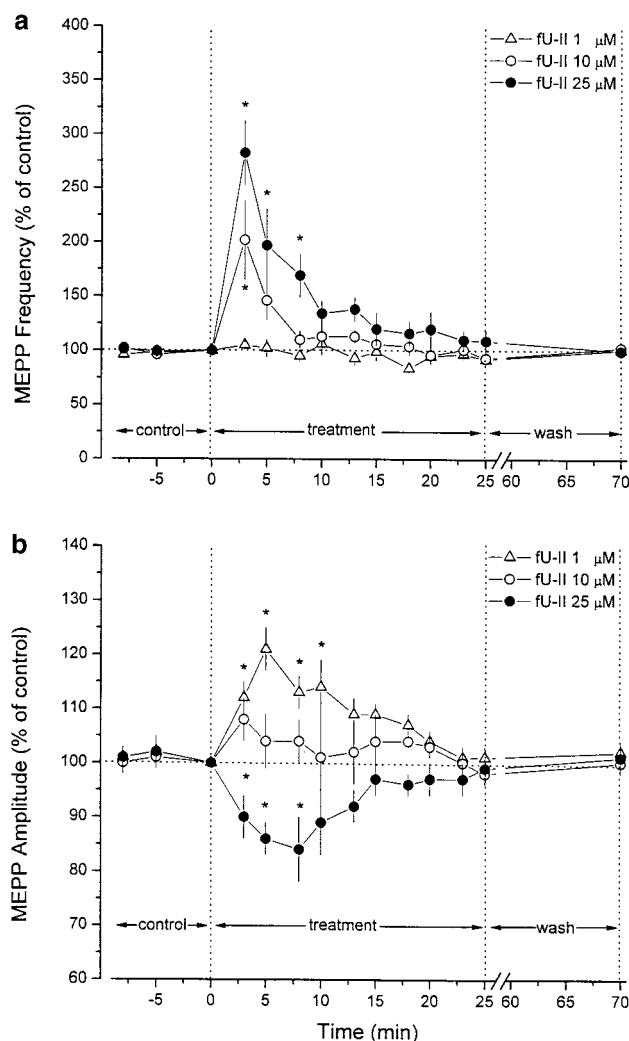 a
400
350
300
250
200
150
100
50
0
MEPP Frequency (% of control)
fU-II 1 μM
fU-II 10 μM
fU-II 25 μM
*
*
*
*
control
treatment
wash
-5 0 5 10 15 20 25 60 65 70
b
140
130
120
110
100
90
80
70
60
MEPP Amplitude (% of control)
fU-II 1 μM
fU-II 10 μM
fU-II 25 μM
*
*
*
*
*
*
*
control
treatment
wash
-5 0 5 10 15 20 25 60 65 70
Time (min)